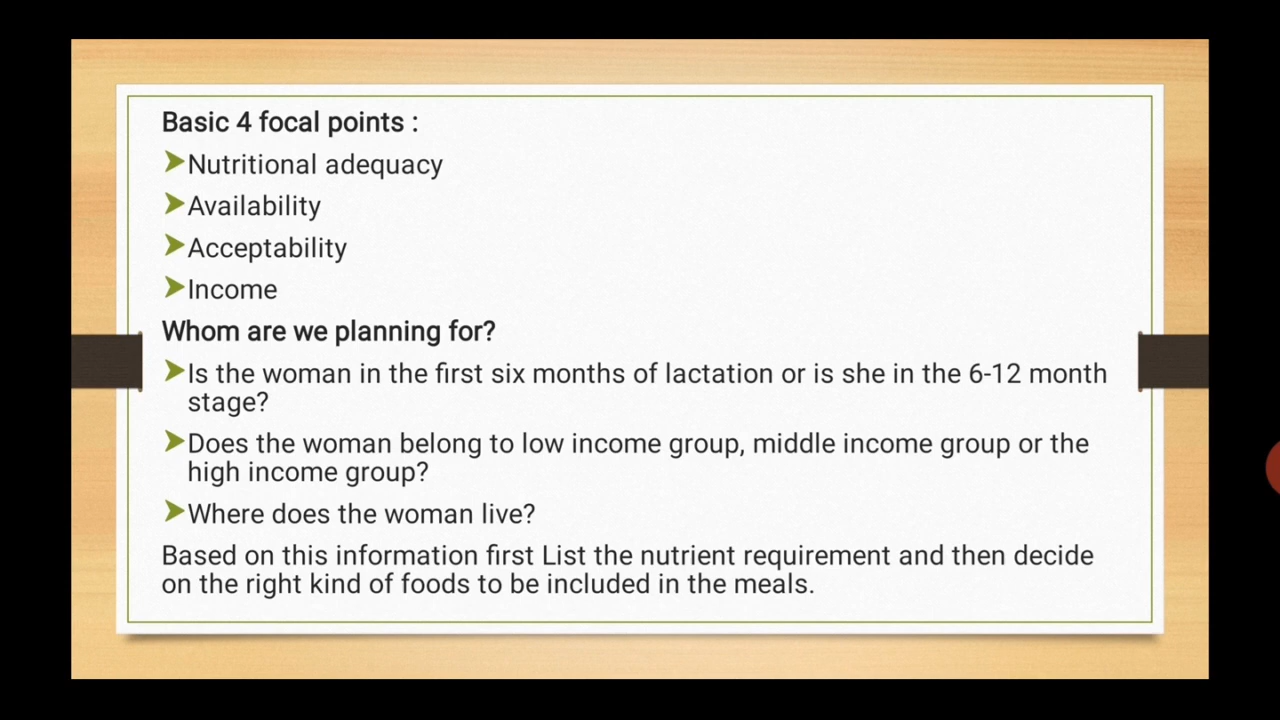 Basic 4 focal points :
➤Nutritional adequacy
➤Availability
➤Acceptability
➤Income
Whom are we planning for?
➤Is the woman in the first six months of lactation or is she in the 6-12 month
stage?
➤Does the woman belong to low income group, middle income group or the
high income group?
➤Where does the woman live?
Based on this information first List the nutrient requirement and then decide
on the right kind of foods to be included in the meals.